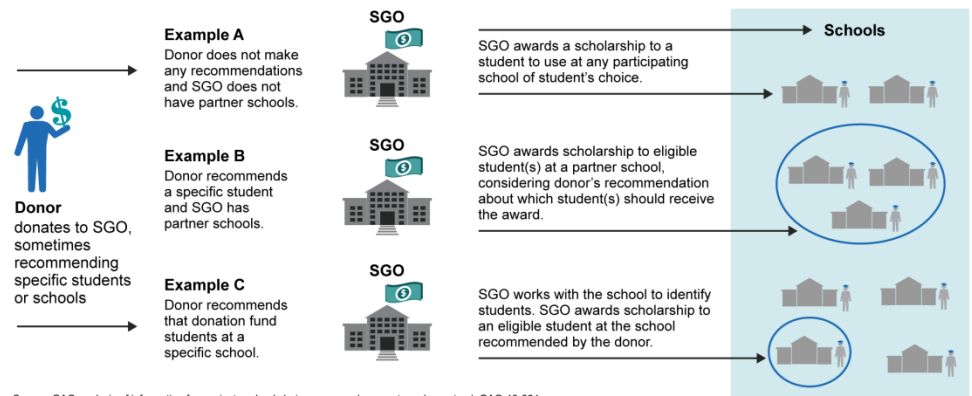 SGO
Example A
Donor does not make
any recommendations
and SGO does not
have partner schools.
SGO awards a scholarship to a
student to use at any participating
school of student's choice.
Schools
$
Donor
donates to SGO,
sometimes
recommending
specific students
or schools
Example B
Donor recommends
a specific student
and SGO has
partner schools.
SGO
SGO awards scholarship to eligible
student(s) at a partner school,
considering donor's recommendation
about which student(s) should receive
the award.
Example C
Donor recommends
that donation fund
students at a
specific school.
SGO
SGO works with the school to identify
students. SGO awards scholarship to
an eligible student at the school
recommended by the donor.